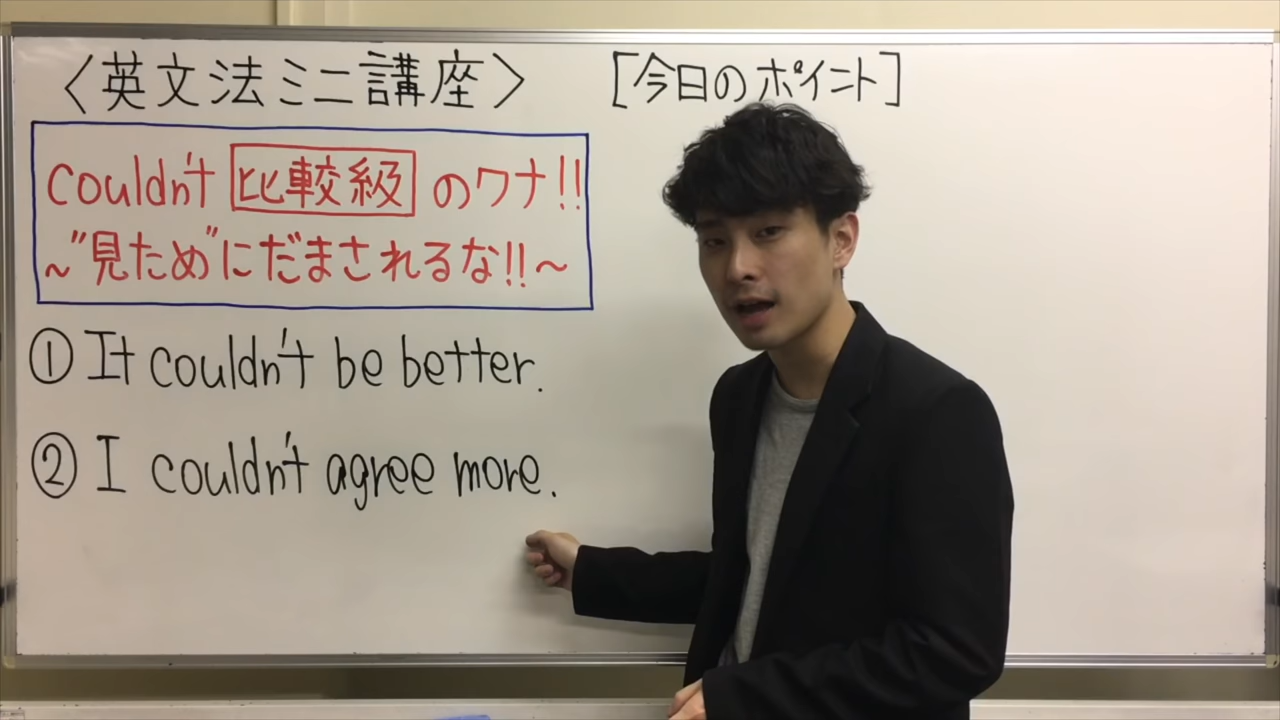 〈英文法ミニ講座〉
[今日のポイント]
couldn't 比較級 のワナ!!
~"見ため"にだまされるな!!~
① It couldn't be better.
② I couldn't agree more.